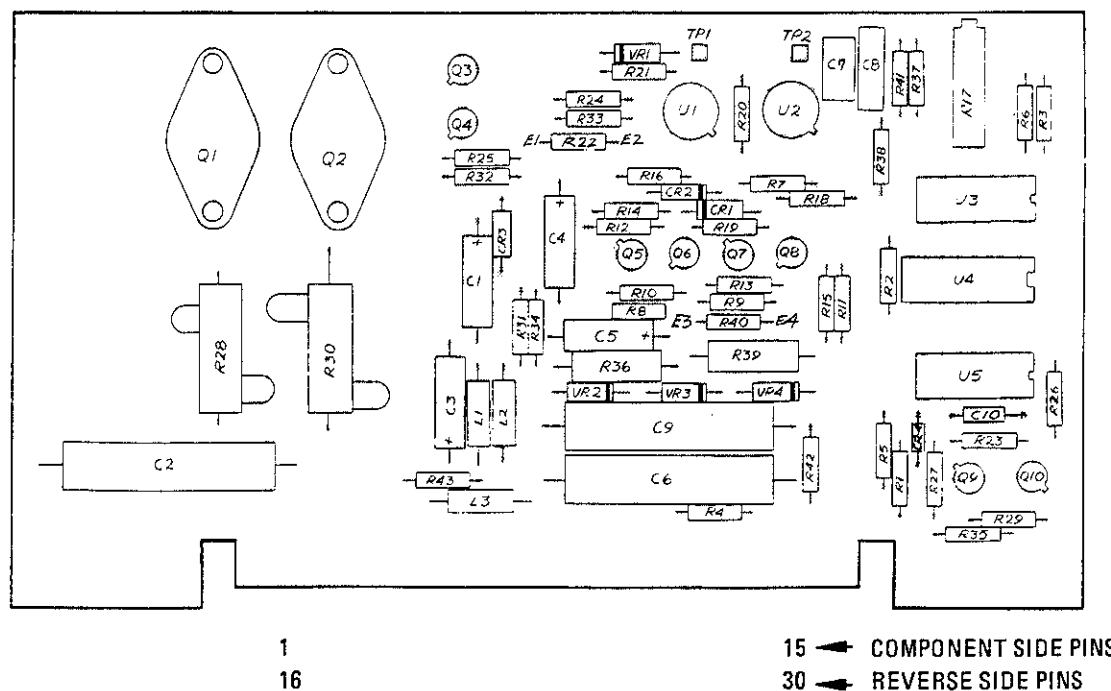 TP1 TP2
VR1
R21
Q3
C7 C8 R41 R37 R17
R24
R33
U1 R20 U2
R6 R3
Q4
E1 R22 E2
R38
Q1 Q2
R25
R32
R16
CR2
R7
R18
U3
R14 CR1
R12 R19
C4
CR3
C1
Q5 Q6 Q7 Q8
R2 U4
R10 R13
R9
R8 E3 R40 E4
R15 R11
R31 R34
C5
R28 R30
R36 R39
U5
C3 L1 L2
VR2 VR3 VR4
R26
C10
C9
R5 CR4 R23
C2
R42
C6
R43
L3
R1 R27
Q9 Q10
R4
R29
R35
1 15 COMPONENT SIDE PINS
16 30 REVERSE SIDE PINS